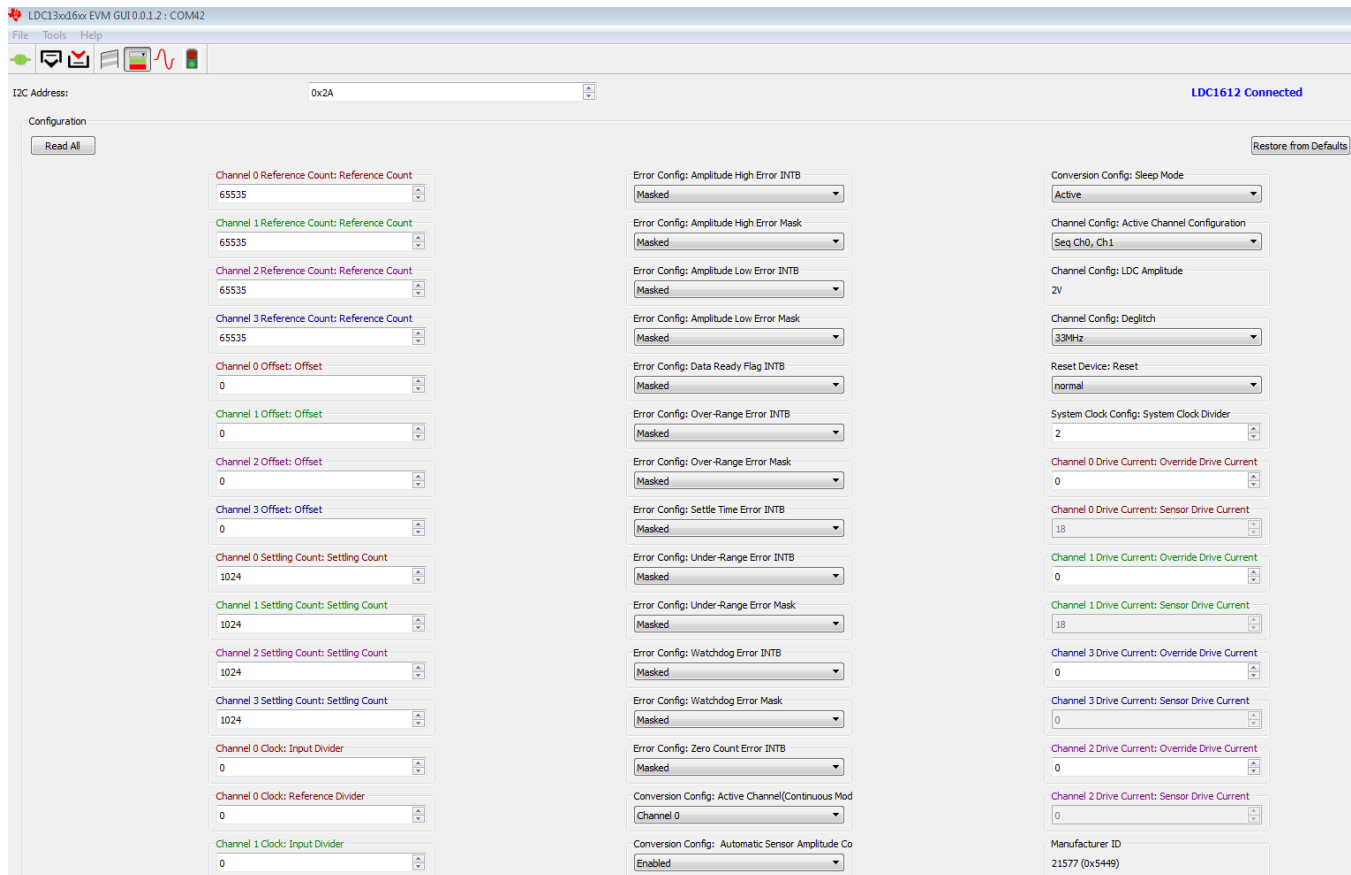 LDC13xx16xx EVM GUI 0.0.1.2 : COM42
File Tools Help
I2C Address:
0x2A
LDC1612 Connected
Configuration
Read All
Restore from Defaults
Channel 0 Reference Count: Reference Count
65535
Channel 1 Reference Count: Reference Count
65535
Channel 2 Reference Count: Reference Count
65535
Channel 3 Reference Count: Reference Count
65535
Channel 0 Offset: Offset
0
Channel 1 Offset: Offset
0
Channel 2 Offset: Offset
0
Channel 3 Offset: Offset
0
Channel 0 Settling Count: Settling Count
1024
Channel 1 Settling Count: Settling Count
1024
Channel 2 Settling Count: Settling Count
1024
Channel 3 Settling Count: Settling Count
1024
Channel 0 Clock: Input Divider
0
Channel 0 Clock: Reference Divider
0
Channel 1 Clock: Input Divider
0
Error Config: Amplitude High Error INTB
Masked
Error Config: Amplitude High Error Mask
Masked
Error Config: Amplitude Low Error INTB
Masked
Error Config: Amplitude Low Error Mask
Masked
Error Config: Data Ready Flag INTB
Masked
Error Config: Over-Range Error INTB
Masked
Error Config: Over-Range Error Mask
Masked
Error Config: Settle Time Error INTB
Masked
Error Config: Under-Range Error INTB
Masked
Error Config: Under-Range Error Mask
Masked
Error Config: Watchdog Error INTB
Masked
Error Config: Watchdog Error Mask
Masked
Error Config: Zero Count Error INTB
Masked
Conversion Config: Active Channel(Continuous Mod
Channel 0
Conversion Config: Automatic Sensor Amplitude Co
Enabled
Conversion Config: Sleep Mode
Active
Channel Config: Active Channel Configuration
Seq Ch0, Ch1
Channel Config: LDC Amplitude
2V
Channel Config: Deglitch
33MHz
Reset Device: Reset
normal
System Clock Config: System Clock Divider
2
Channel 0 Drive Current: Override Drive Current
0
Channel 0 Drive Current: Sensor Drive Current
18
Channel 1 Drive Current: Override Drive Current
0
Channel 1 Drive Current: Sensor Drive Current
18
Channel 3 Drive Current: Override Drive Current
0
Channel 3 Drive Current: Sensor Drive Current
0
Channel 2 Drive Current: Override Drive Current
0
Channel 2 Drive Current: Sensor Drive Current
0
Manufacturer ID
21577 (0x5449)